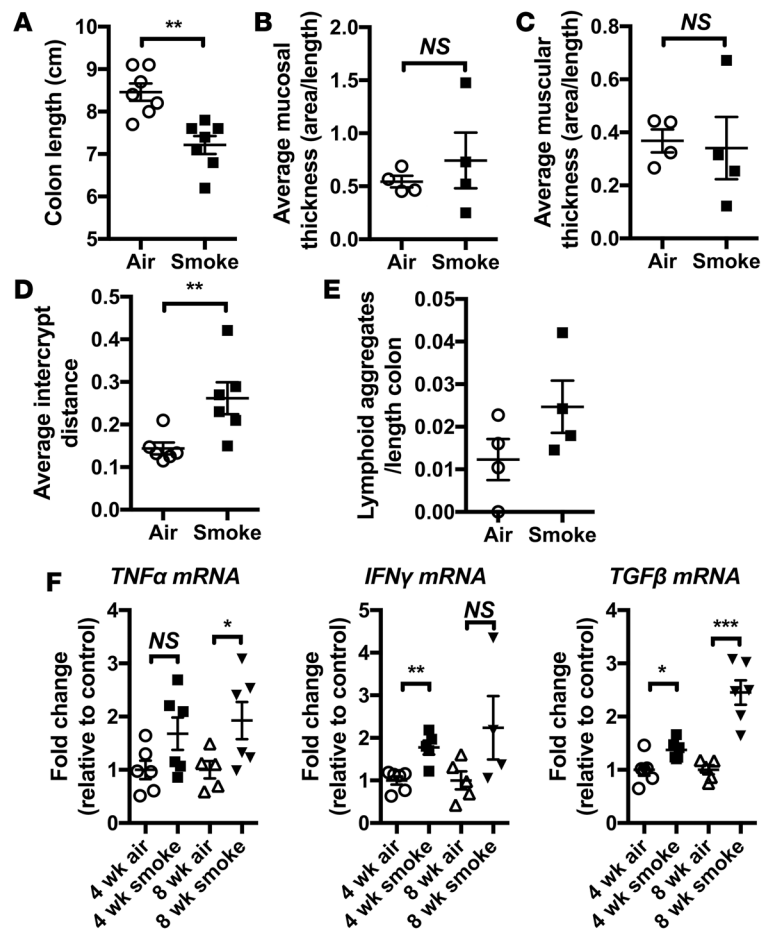 A
**
Colon length (cm)
10
9
8
7
6
5
Air Smoke
B
NS
Average mucosal
thickness (area/length)
2.0
1.5
1.0
0.5
0.0
Air Smoke
C
NS
Average muscular
thickness (area/length)
0.8
0.6
0.4
0.2
0.0
Air Smoke
D
**
Average intercrypt
distance
0.5
0.4
0.3
0.2
0.1
0.0
Air Smoke
E
Lymphoid aggregates
/length colon
0.05
0.04
0.03
0.02
0.01
0.00
Air Smoke
F
TNFα mRNA
NS
*
Fold change
(relative to control)
4
3
2
1
0
4 wk air
4 wk smoke
8 wk air
8 wk smoke
IFNγ mRNA
**
NS
Fold change
(relative to control)
5
4
3
2
1
0
4 wk air
4 wk smoke
8 wk air
8 wk smoke
TGFβ mRNA
*
***
Fold change
(relative to control)
4
3
2
1
0
4 wk air
4 wk smoke
8 wk air
8 wk smoke